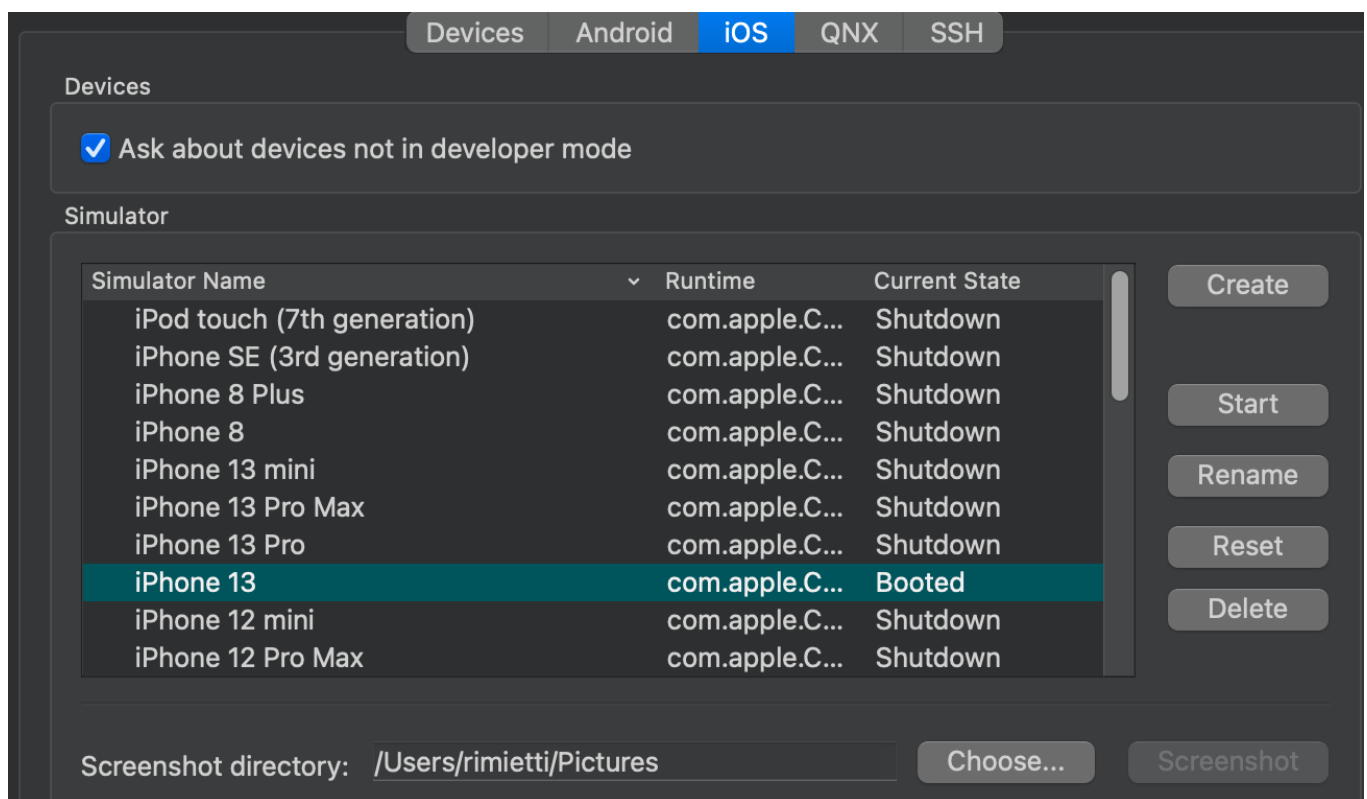 Devices Android iOS QNX SSH
Devices
Ask about devices not in developer mode
Simulator
Simulator Name Runtime Current State
iPod touch (7th generation) com.apple.C... Shutdown
iPhone SE (3rd generation) com.apple.C... Shutdown
iPhone 8 Plus com.apple.C... Shutdown
iPhone 8 com.apple.C... Shutdown
iPhone 13 mini com.apple.C... Shutdown
iPhone 13 Pro Max com.apple.C... Shutdown
iPhone 13 Pro com.apple.C... Shutdown
iPhone 13 com.apple.C... Booted
iPhone 12 mini com.apple.C... Shutdown
iPhone 12 Pro Max com.apple.C... Shutdown
Create
Start
Rename
Reset
Delete
Screenshot directory: /Users/rimietti/Pictures Choose... Screenshot